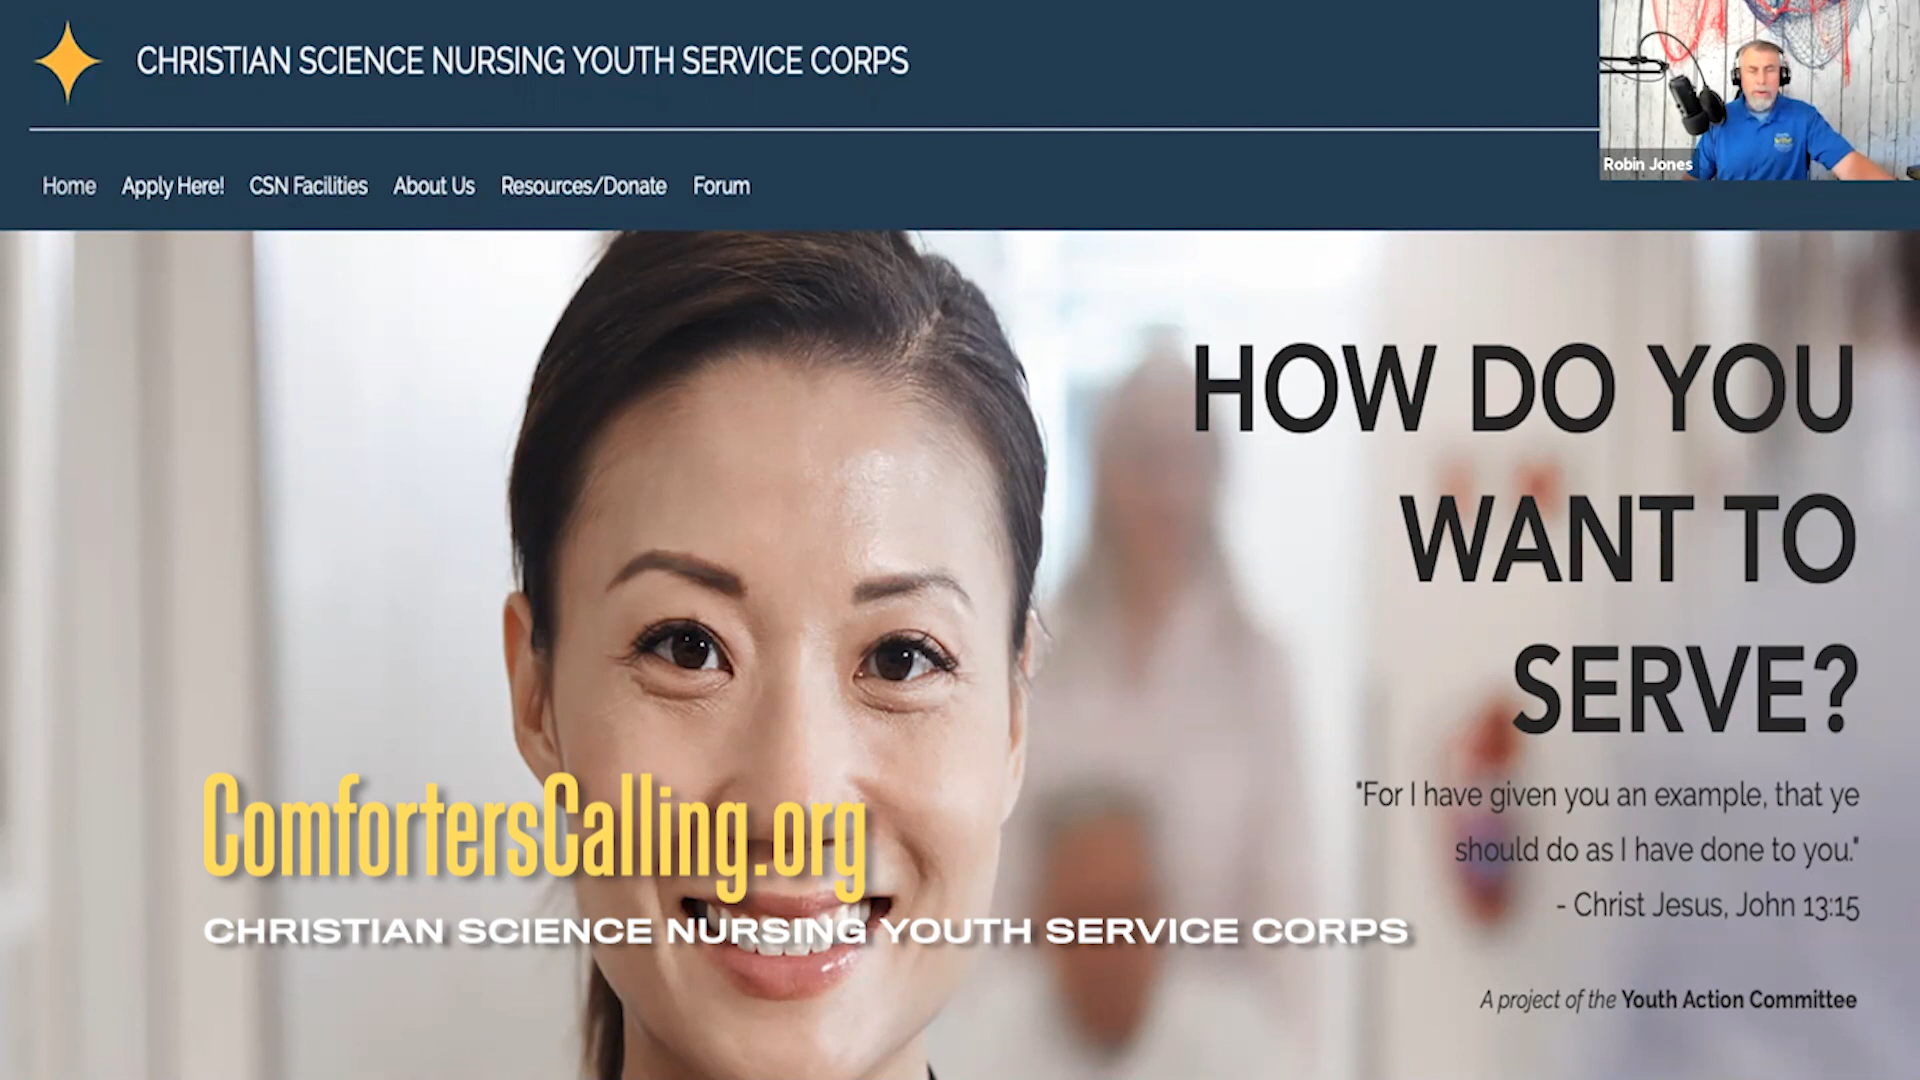 CHRISTIAN SCIENCE NURSING YOUTH SERVICE CORPS
Robin Jones
Home Apply Here! CSN Facilities About Us Resources/Donate Forum
HOW DO YOU
WANT TO
SERVE?
"For I have given you an example, that ye
should do as I have done to you."
- Christ Jesus, John 13:15
ComfortersCalling.org
CHRISTIAN SCIENCE NURSING YOUTH SERVICE CORPS
A project of the Youth Action Committee